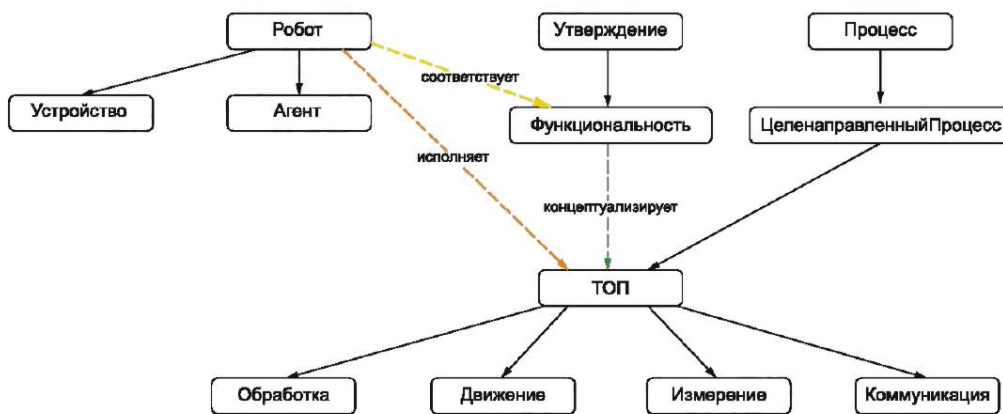 Робот
Утверждение
Процесс
соответствует
Устройство
Агент
Функциональность
ЦеленаправленныйПроцесс
исполняет
концептуализирует
ТОП
Обработка
Движение
Измерение
Коммуникация